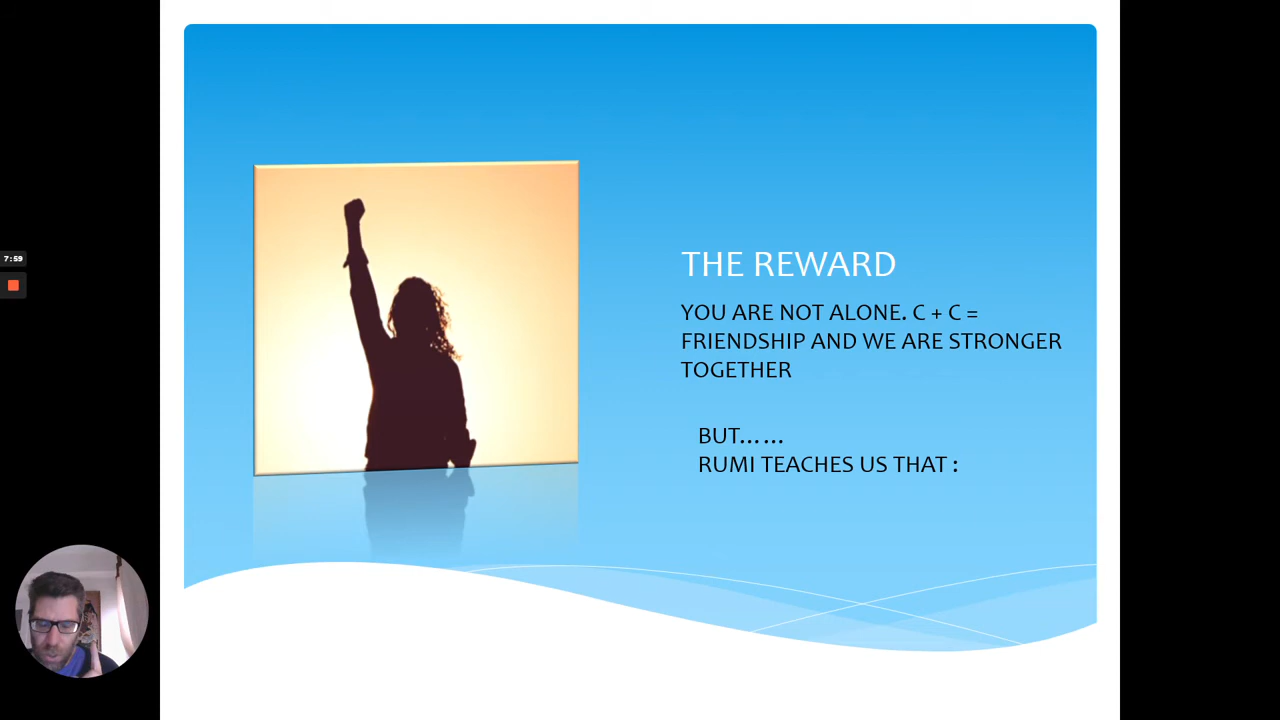 7:59
THE REWARD
YOU ARE NOT ALONE. C + C =
FRIENDSHIP AND WE ARE STRONGER
TOGETHER
BUT……
RUMI TEACHES US THAT :